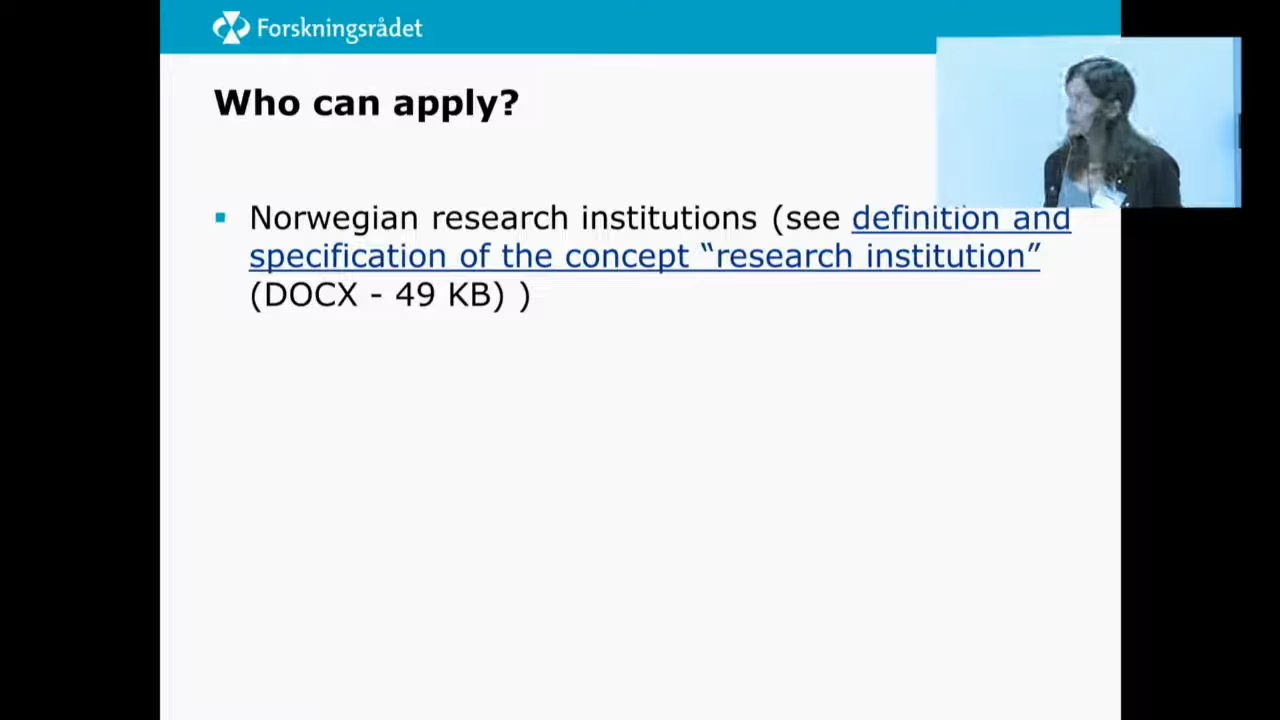 Forskningsrådet
Who can apply?
Norwegian research institutions (see definition and
specification of the concept “research institution”
(DOCX - 49 KB) )